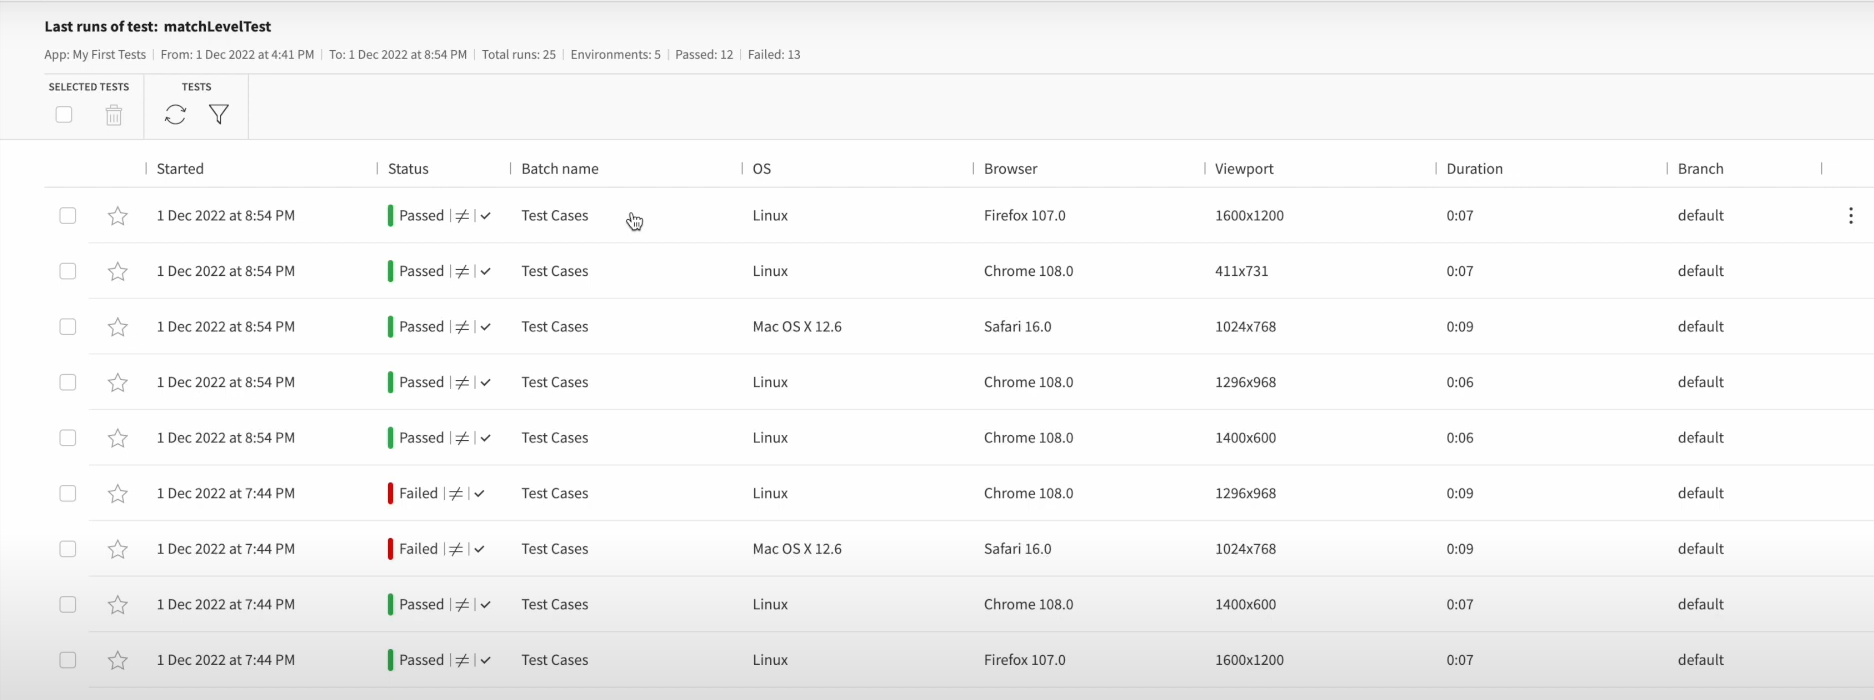 Last runs of test: matchLevelTest
App: My First Tests | From: 1 Dec 2022 at 4:41 PM | To: 1 Dec 2022 at 8:54 PM | Total runs: 25 | Environments: 5 | Passed: 12 | Failed: 13
SELECTED TESTS TESTS
Started Status Batch name OS Browser Viewport Duration Branch
1 Dec 2022 at 8:54 PM Passed | ≠ | ✓ Test Cases Linux Firefox 107.0 1600x1200 0:07 default
1 Dec 2022 at 8:54 PM Passed | ≠ | ✓ Test Cases Linux Chrome 108.0 411x731 0:07 default
1 Dec 2022 at 8:54 PM Passed | ≠ | ✓ Test Cases Mac OS X 12.6 Safari 16.0 1024x768 0:09 default
1 Dec 2022 at 8:54 PM Passed | ≠ | ✓ Test Cases Linux Chrome 108.0 1296x968 0:06 default
1 Dec 2022 at 8:54 PM Passed | ≠ | ✓ Test Cases Linux Chrome 108.0 1400x600 0:06 default
1 Dec 2022 at 7:44 PM Failed | ≠ | ✓ Test Cases Linux Chrome 108.0 1296x968 0:09 default
1 Dec 2022 at 7:44 PM Failed | ≠ | ✓ Test Cases Mac OS X 12.6 Safari 16.0 1024x768 0:09 default
1 Dec 2022 at 7:44 PM Passed | ≠ | ✓ Test Cases Linux Chrome 108.0 1400x600 0:07 default
1 Dec 2022 at 7:44 PM Passed | ≠ | ✓ Test Cases Linux Firefox 107.0 1600x1200 0:07 default